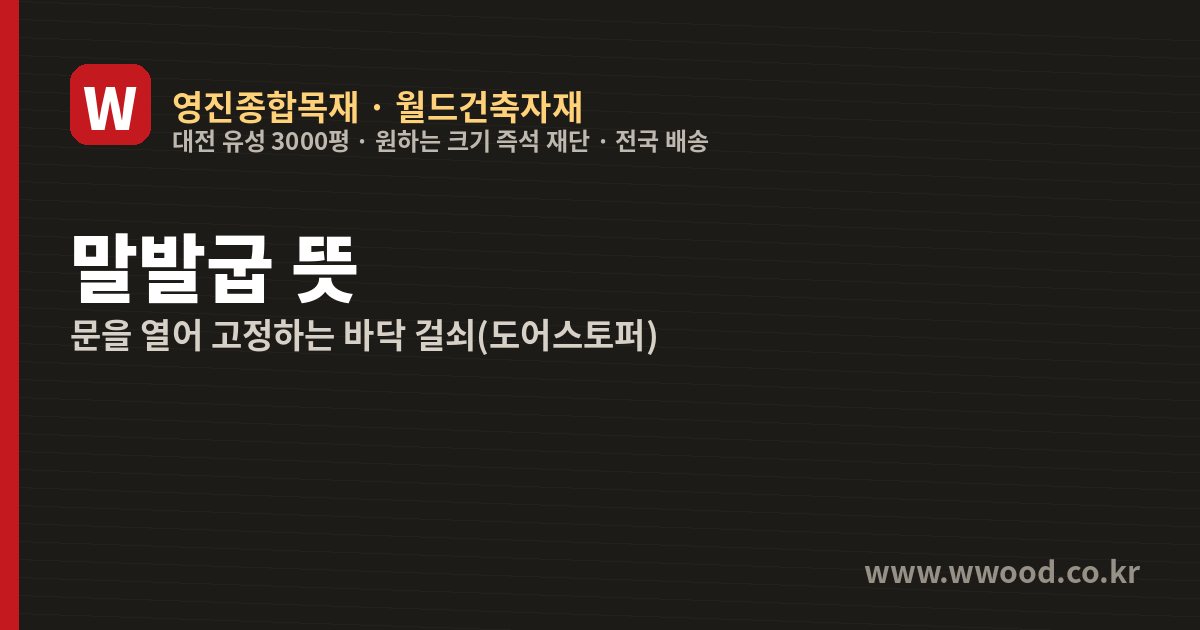 W
영진종합목재 · 월드건축자재
대전 유성 3000평 · 원하는 크기 즉석 재단 · 전국 배송
말발굽 뜻
문을 열어 고정하는 바닥 걸쇠(도어스토퍼)
www.wwood.co.kr